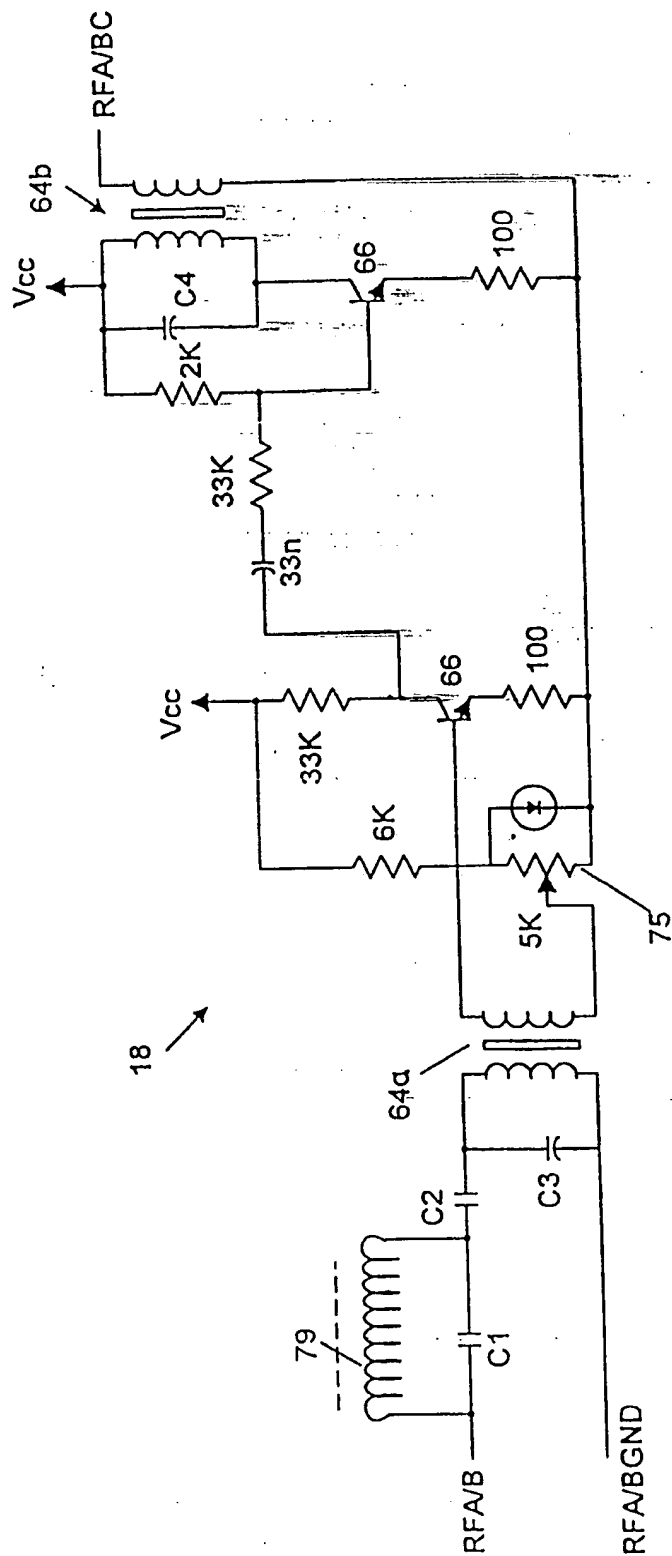 18
RFA/B
RFA/BGND
79
C1
C2
C3
64a
5K
75
6K
33K
Vcc
66
100
33n
33K
2K
C4
Vcc
64b
66
100
RFA/BC